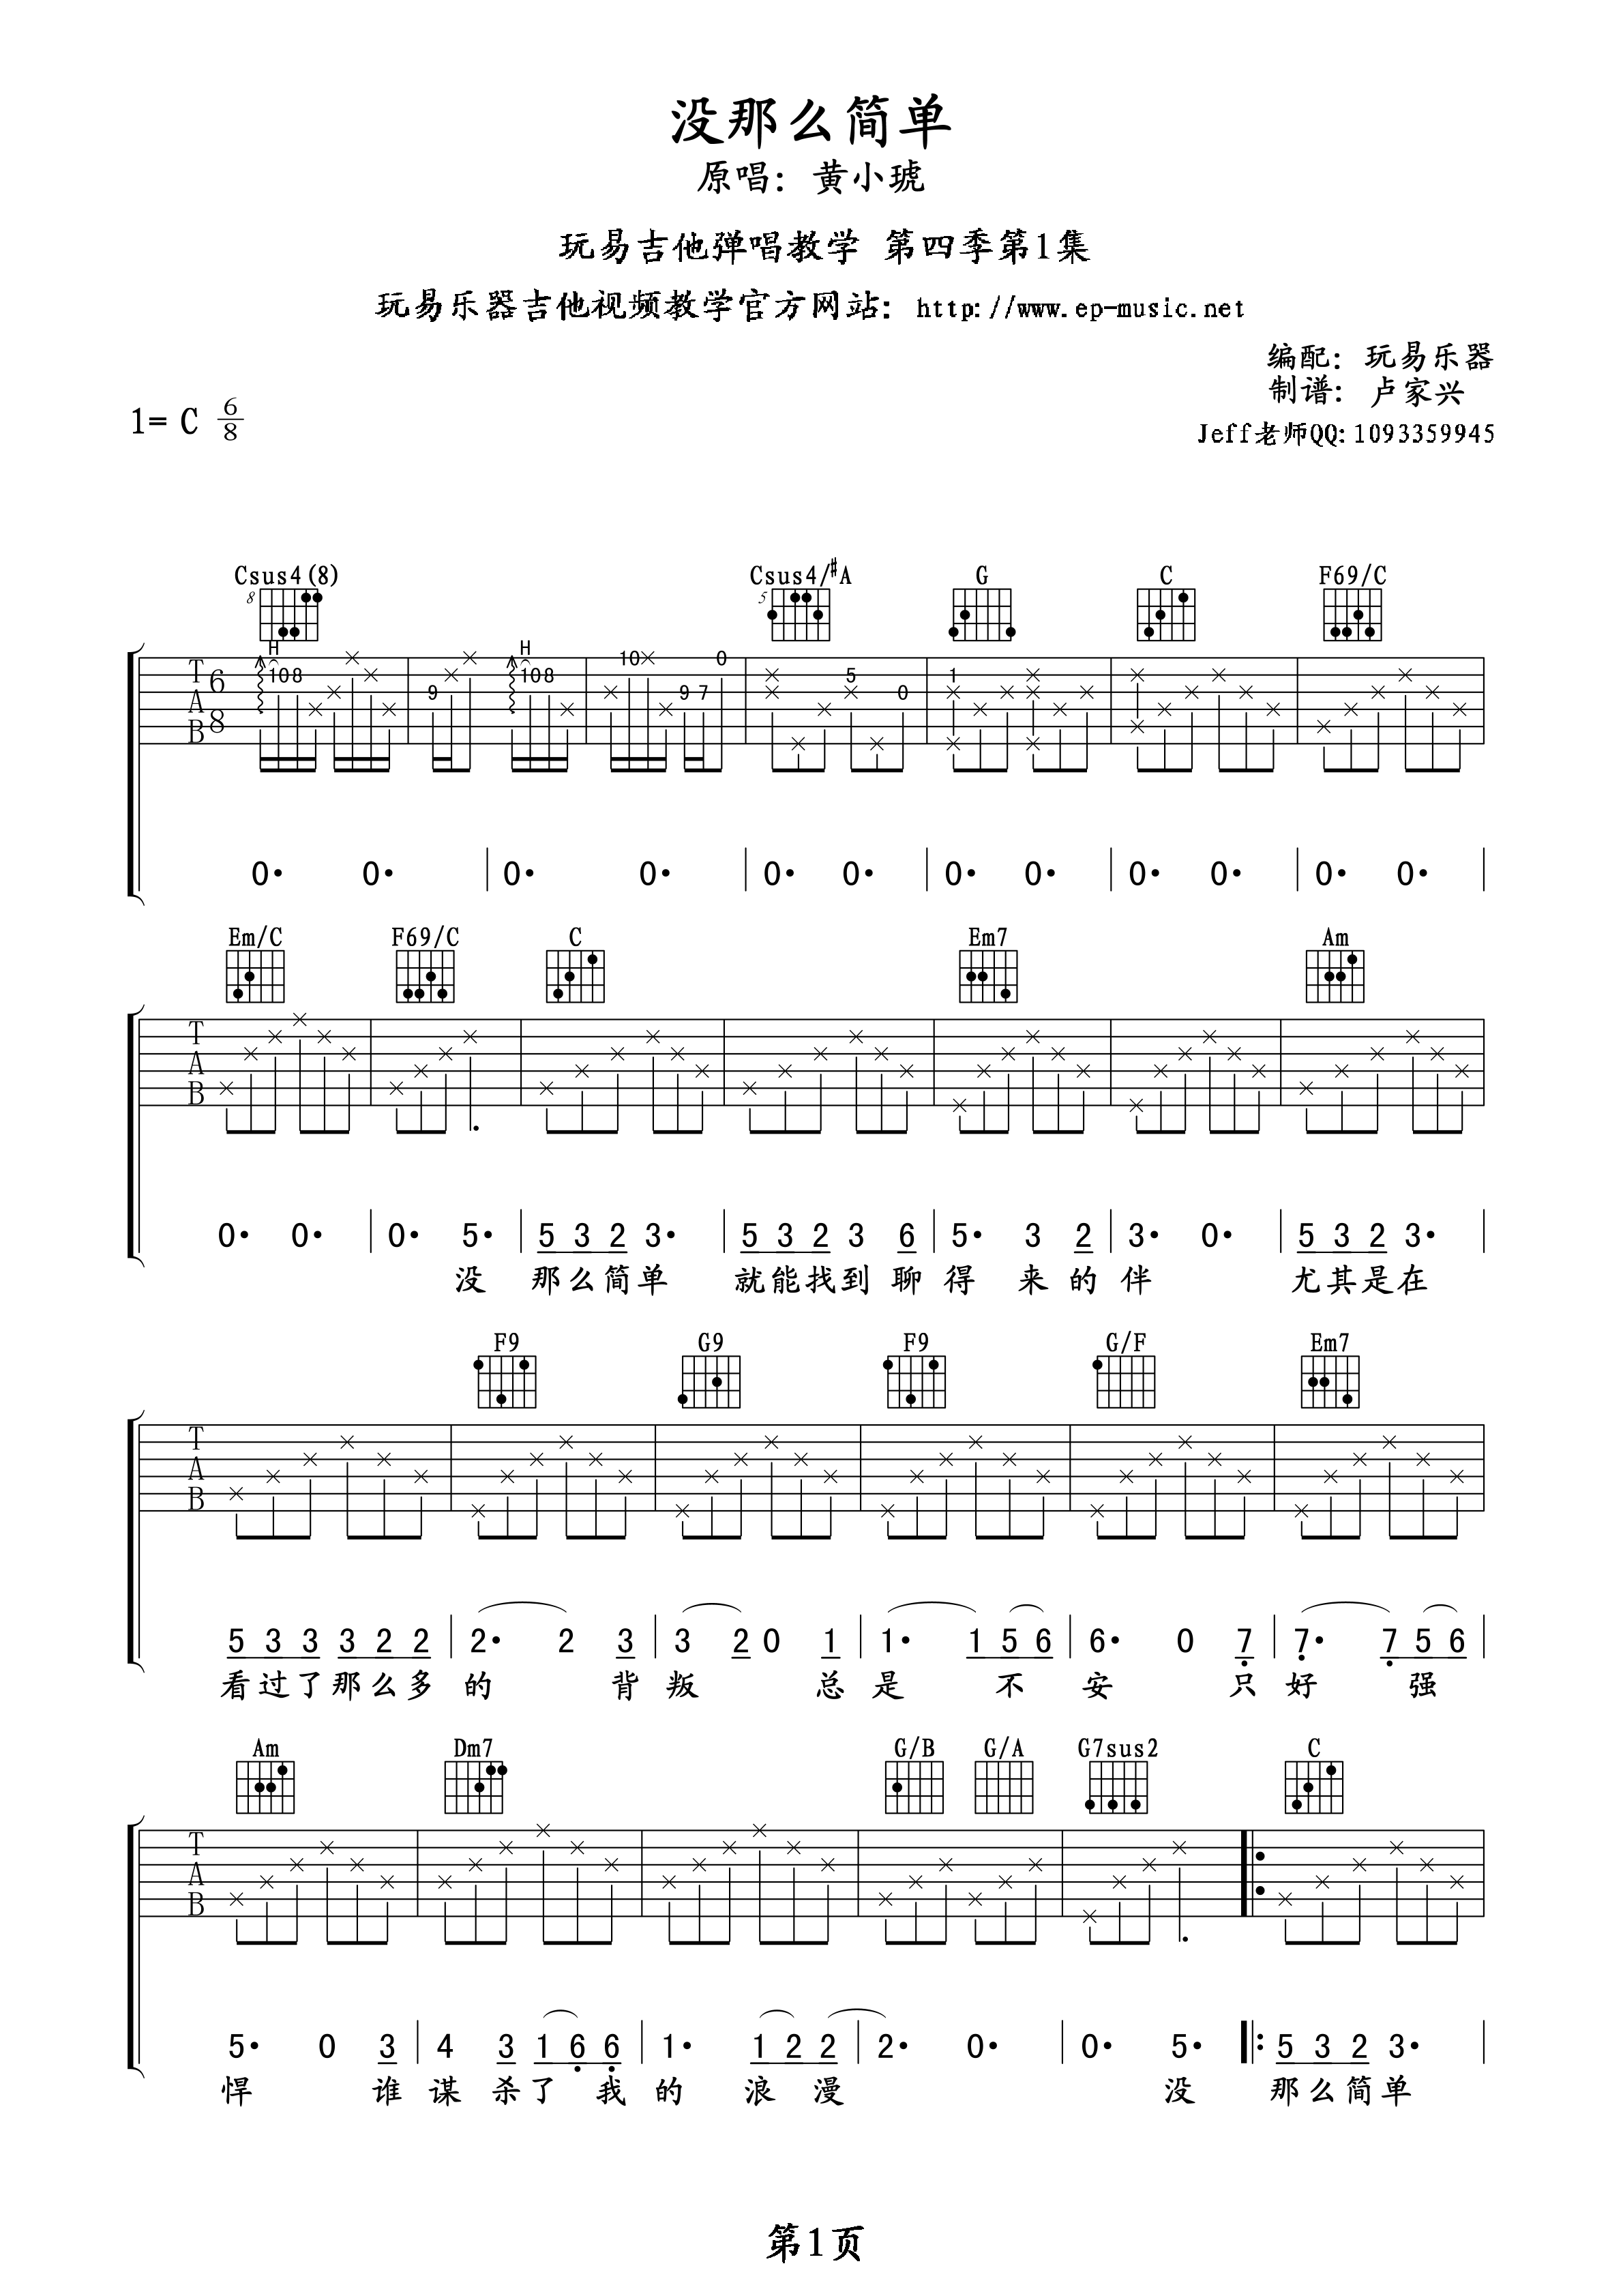 没那么简单
原唱：黄小琥
玩易吉他弹唱教学 第四季第1集
玩易乐器吉他视频教学官方网站：http://www.ep-music.net
编配：玩易乐器
制谱：卢家兴
1= C 6/8
Jeff老师QQ:1093359945
Csus4(8) Csus4/#A G C F69/C
8 5
H H
10 8 9 10 8 10 9 7 0 5 0 1
T A B 6 8
0· 0· | 0· 0· | 0· 0· | 0· 0· | 0· 0· | 0· 0· |
Em/C F69/C C Em7 Am
T A B
0· 0· | 0· 5· | 5 3 2 3· | 5 3 2 3 6 | 5· 3 2 | 3· 0· | 5 3 2 3· |
没 那么简单 就能找到 聊 得 来 的 伴 尤其是在
F9 G9 F9 G/F Em7
T A B
5 3 3 3 2 2 | 2· 2 3 | 3 2 0 1 | 1· 1 5 6 | 6· 0 7 | 7· 7 5 6 |
看过了那么多 的 背 叛 总 是 不 安 只 好 强
Am Dm7 G/B G/A G7sus2 C
T A B
5· 0 3 | 4 3 1 6 6 | 1· 1 2 2 | 2· 0· | 0· 5· |: 5 3 2 3· |
悍 谁 谋 杀了 我 的 浪 漫 没 那么简单
第1页